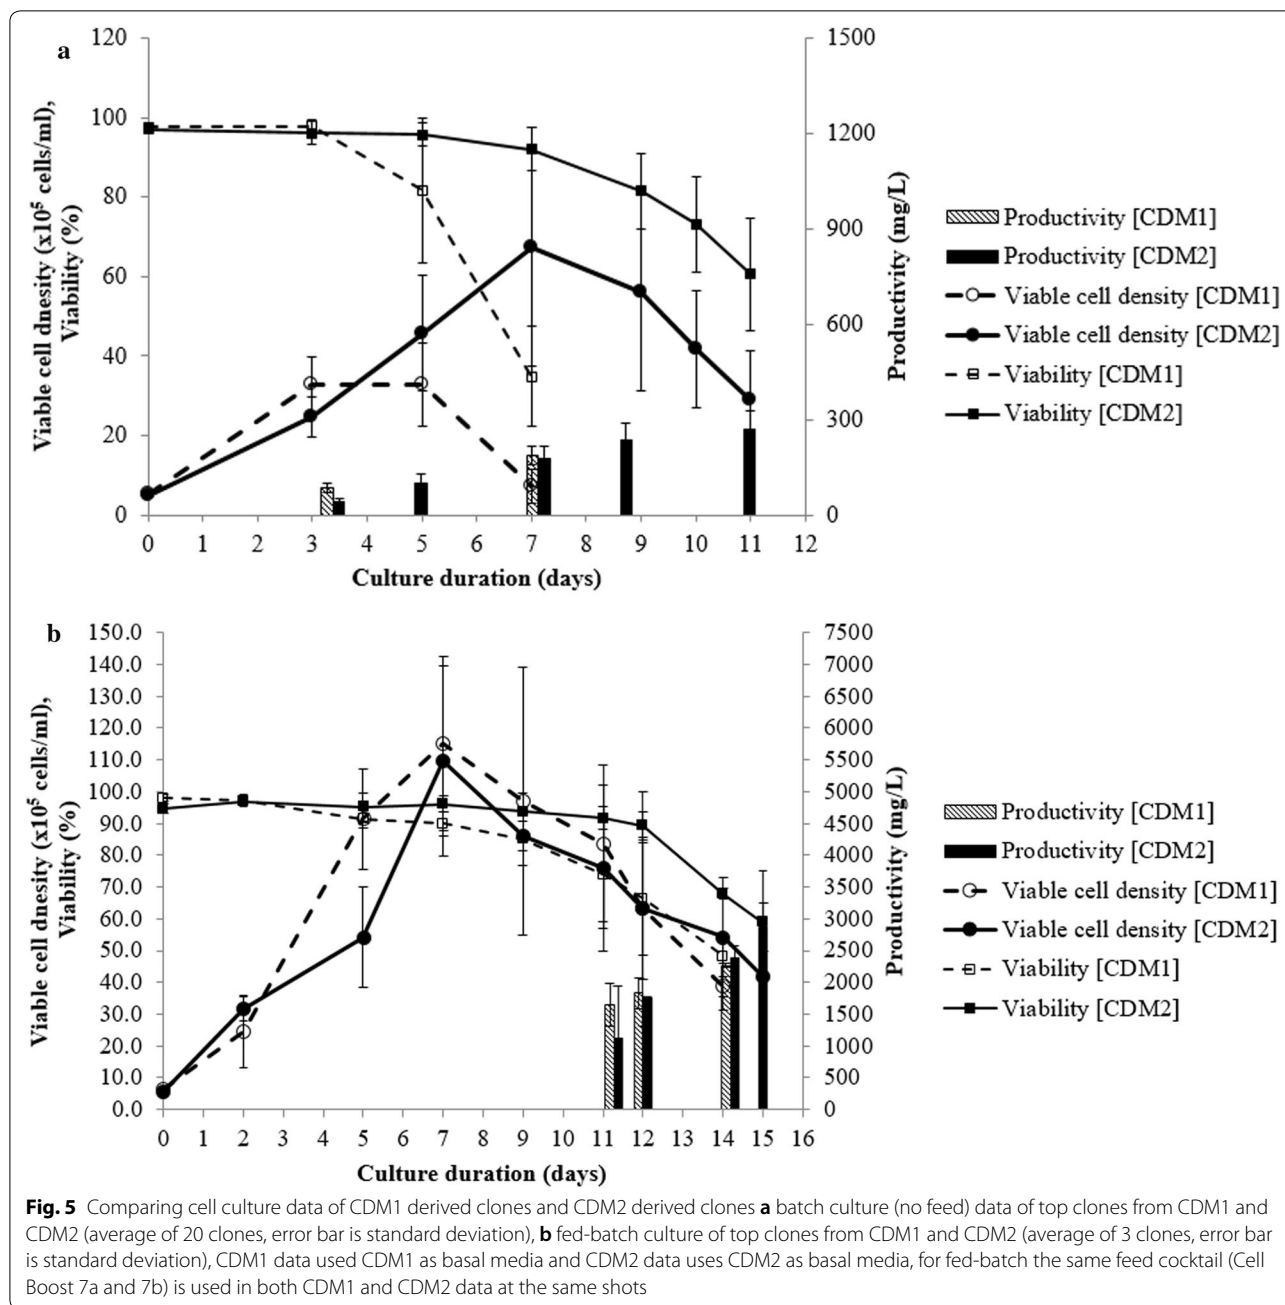 a
120
100
80
60
40
20
0
Viable cell dnesity (x10⁵ cells/ml),
Viability (%)
1500
1200
900
600
300
0
Productivity (mg/L)
0 1 2 3 4 5 6 7 8 9 10 11 12
Culture duration (days)
Productivity [CDM1]
Productivity [CDM2]
Viable cell density [CDM1]
Viable cell density [CDM2]
Viability [CDM1]
Viability [CDM2]
b
150.0
140.0
130.0
120.0
110.0
100.0
90.0
80.0
70.0
60.0
50.0
40.0
30.0
20.0
10.0
0.0
Viable cell dnesity (x10⁵ cells/ml),
Viability (%)
7500
7000
6500
6000
5500
5000
4500
4000
3500
3000
2500
2000
1500
1000
500
0
Productivity (mg/L)
0 1 2 3 4 5 6 7 8 9 10 11 12 13 14 15 16
Culture duration (days)
Productivity [CDM1]
Productivity [CDM2]
Viable cell density [CDM1]
Viable cell density [CDM2]
Viability [CDM1]
Viability [CDM2]
Fig. 5 Comparing cell culture data of CDM1 derived clones and CDM2 derived clones a batch culture (no feed) data of top clones from CDM1 and
CDM2 (average of 20 clones, error bar is standard deviation), b fed-batch culture of top clones from CDM1 and CDM2 (average of 3 clones, error bar
is standard deviation), CDM1 data used CDM1 as basal media and CDM2 data uses CDM2 as basal media, for fed-batch the same feed cocktail (Cell
Boost 7a and 7b) is used in both CDM1 and CDM2 data at the same shots